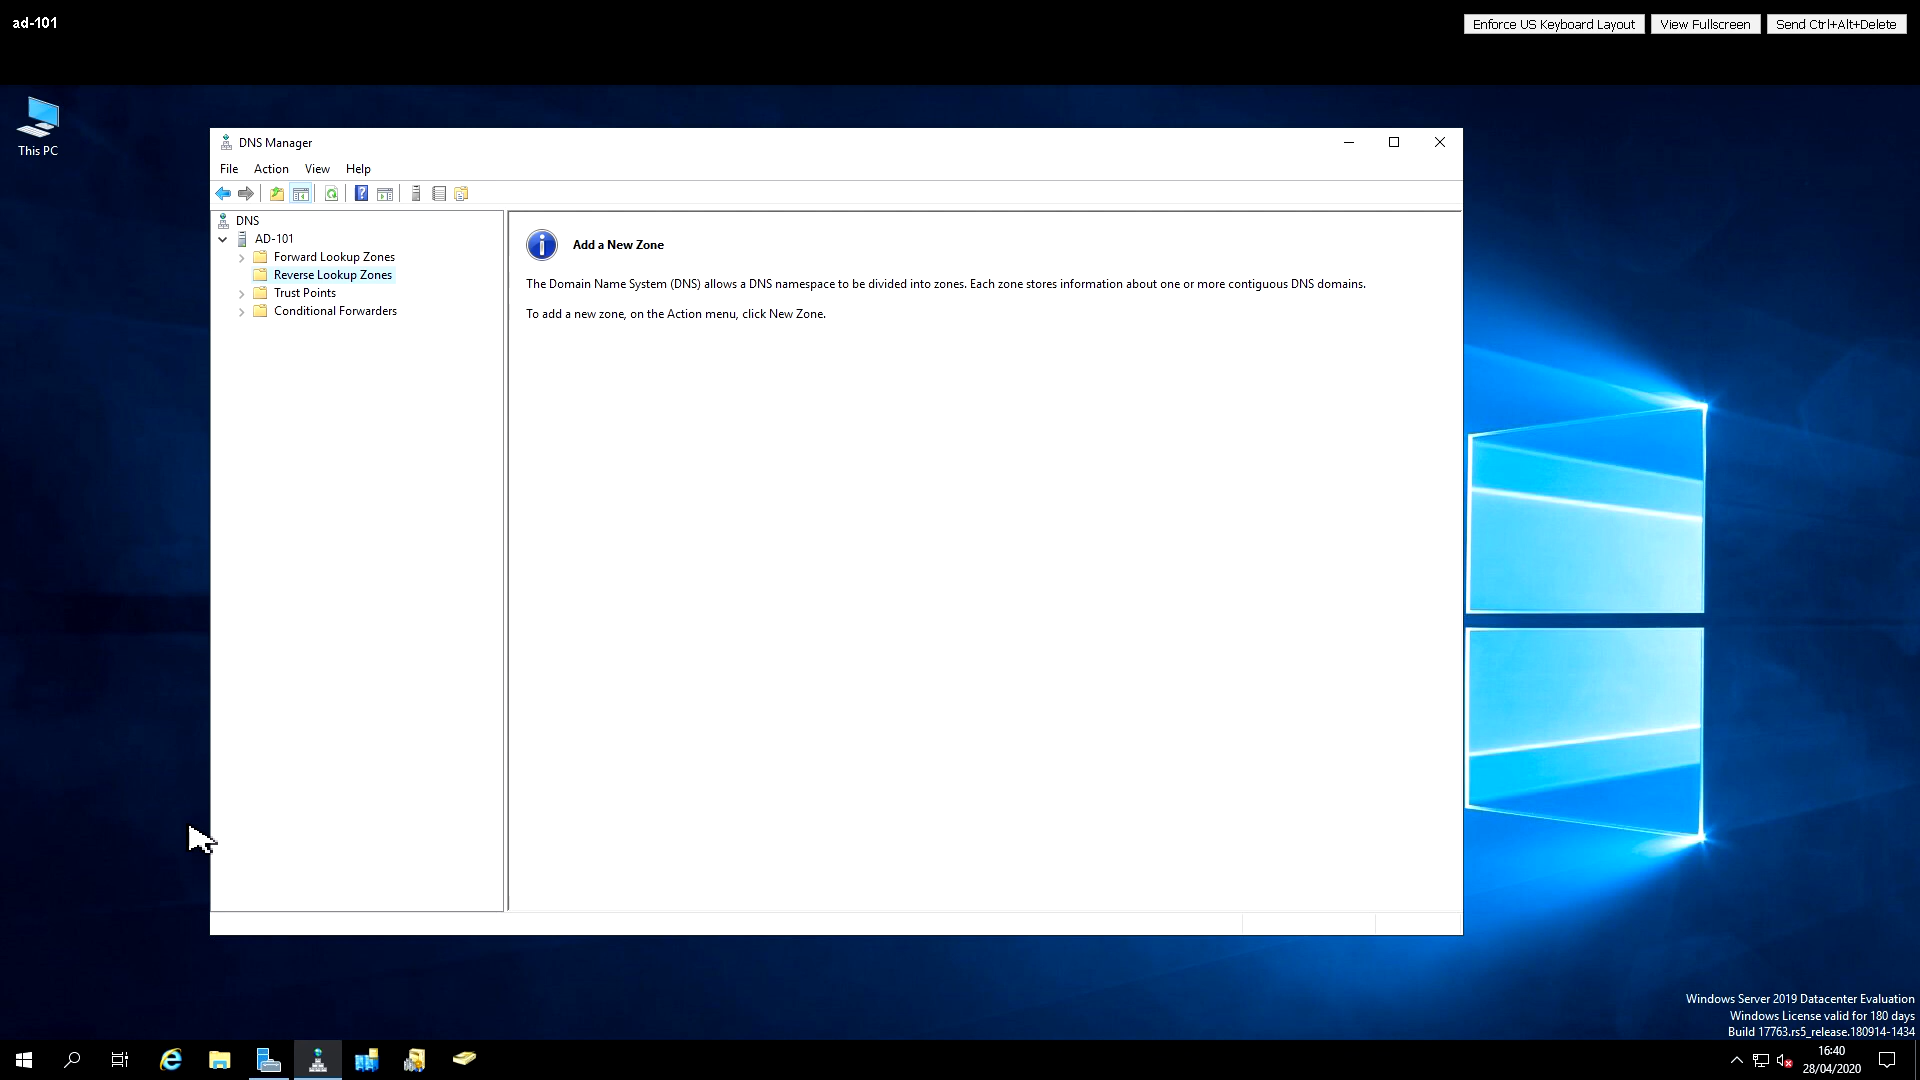 ad-101
Enforce US Keyboard Layout
View Fullscreen
Send Ctrl+Alt+Delete
This PC
DNS Manager
File
Action
View
Help
DNS
AD-101
Forward Lookup Zones
Reverse Lookup Zones
Trust Points
Conditional Forwarders
Add a New Zone
The Domain Name System (DNS) allows a DNS namespace to be divided into zones. Each zone stores information about one or more contiguous DNS domains.
To add a new zone, on the Action menu, click New Zone.
Windows Server 2019 Datacenter Evaluation
Windows License valid for 180 days
Build 17763.rs5_release.180914-1434
16:40
28/04/2020